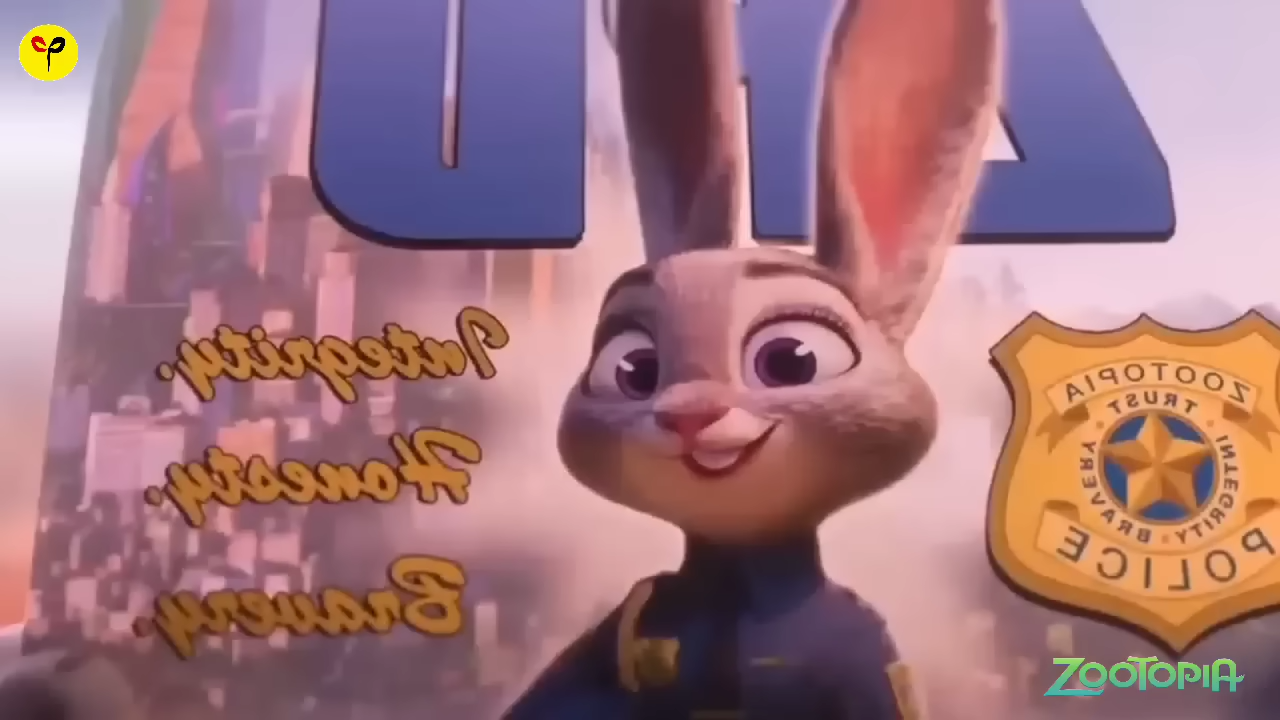 Integrity.
Honesty.
Bravery.
ZOOTOPIA
TRUST
INTEGRITY • BRAVERY
POLICE
ZOOTOPIA